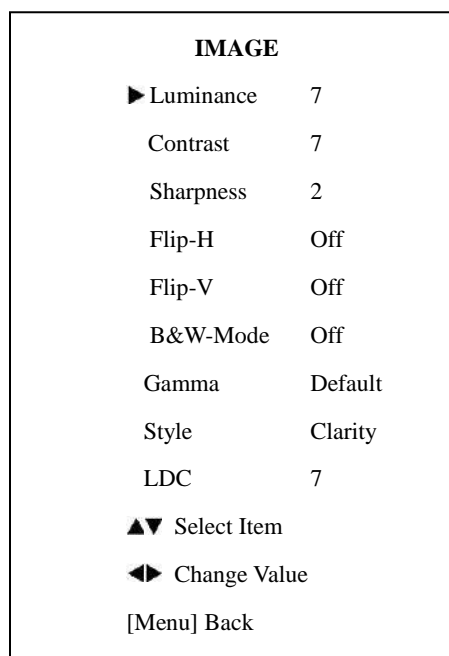 IMAGE
▶ Luminance 7
Contrast 7
Sharpness 2
Flip-H Off
Flip-V Off
B&W-Mode Off
Gamma Default
Style Clarity
LDC 7
▲▼ Select Item
◀▶ Change Value
[Menu] Back